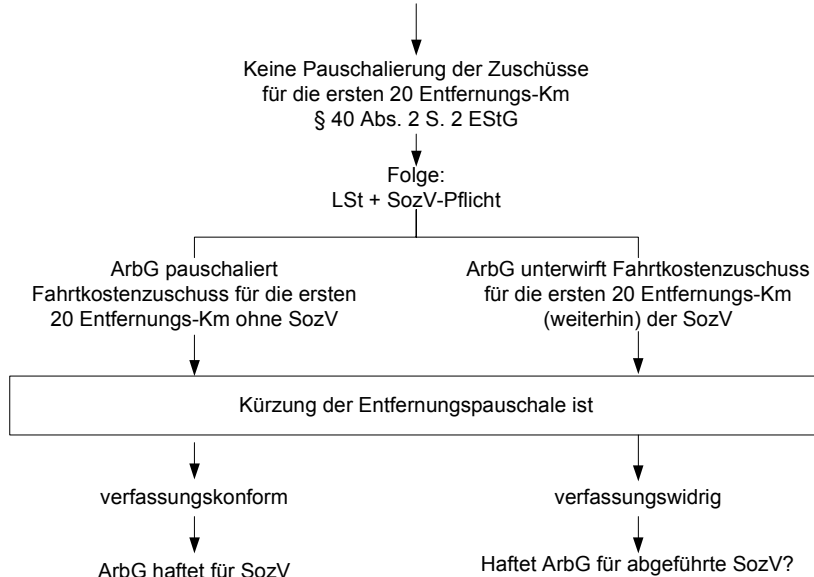 Keine Pauschalierung der Zuschüsse
für die ersten 20 Entfernungs-Km
§ 40 Abs. 2 S. 2 EStG
Folge:
LSt + SozV-Pflicht
ArbG pauschaliert
Fahrtkostenzuschuss für die ersten
20 Entfernungs-Km ohne SozV
ArbG unterwirft Fahrtkostenzuschuss
für die ersten 20 Entfernungs-Km
(weiterhin) der SozV
Kürzung der Entfernungspauschale ist
verfassungskonform
verfassungswidrig
ArbG haftet für SozV
Haftet ArbG für abgeführte SozV?